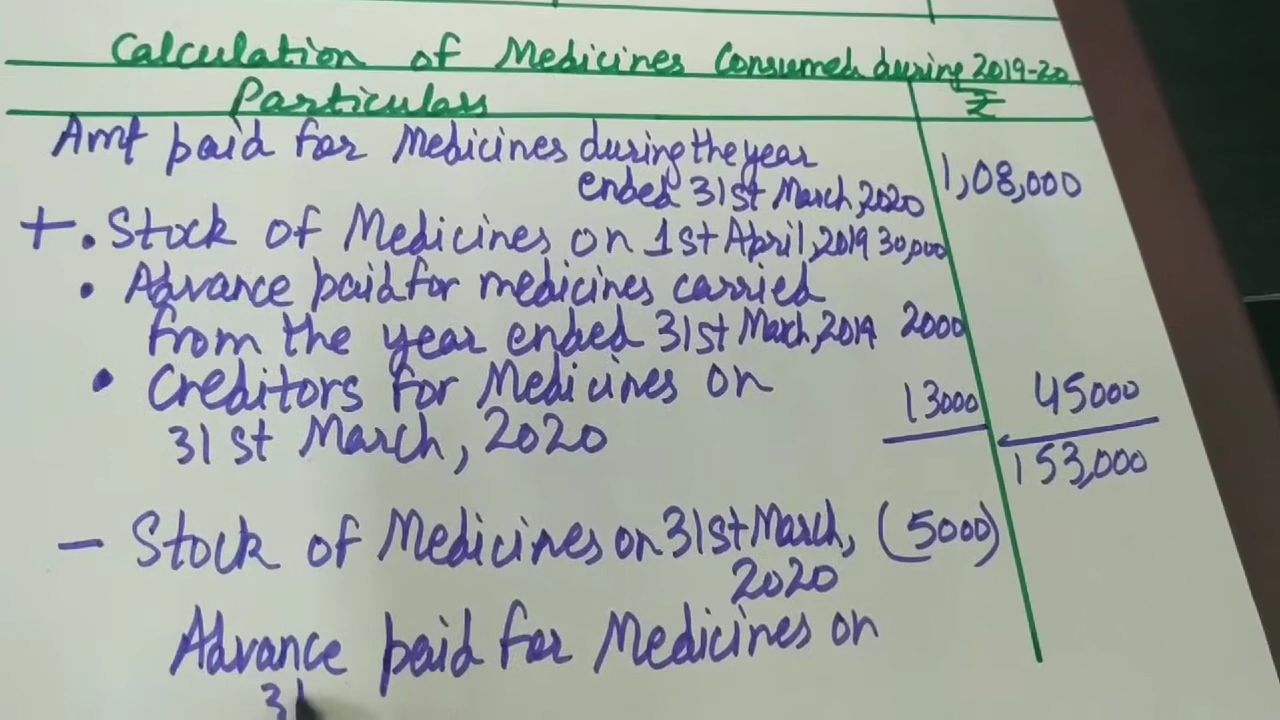 Calculation of Medicines Consumed during 2019-20
Particulars ₹
Amt paid for Medicines during the year
ended 31st March, 2020 1,08,000
+ • Stock of Medicines on 1st April, 2019 30,000
• Advance paid for medicines carried
from the year ended 31st March, 2019 2000
• Creditors for Medicines on
31st March, 2020 13000 45000
153,000
- Stock of Medicines on 31st March, (5000)
2020
Advance paid for Medicines on
31